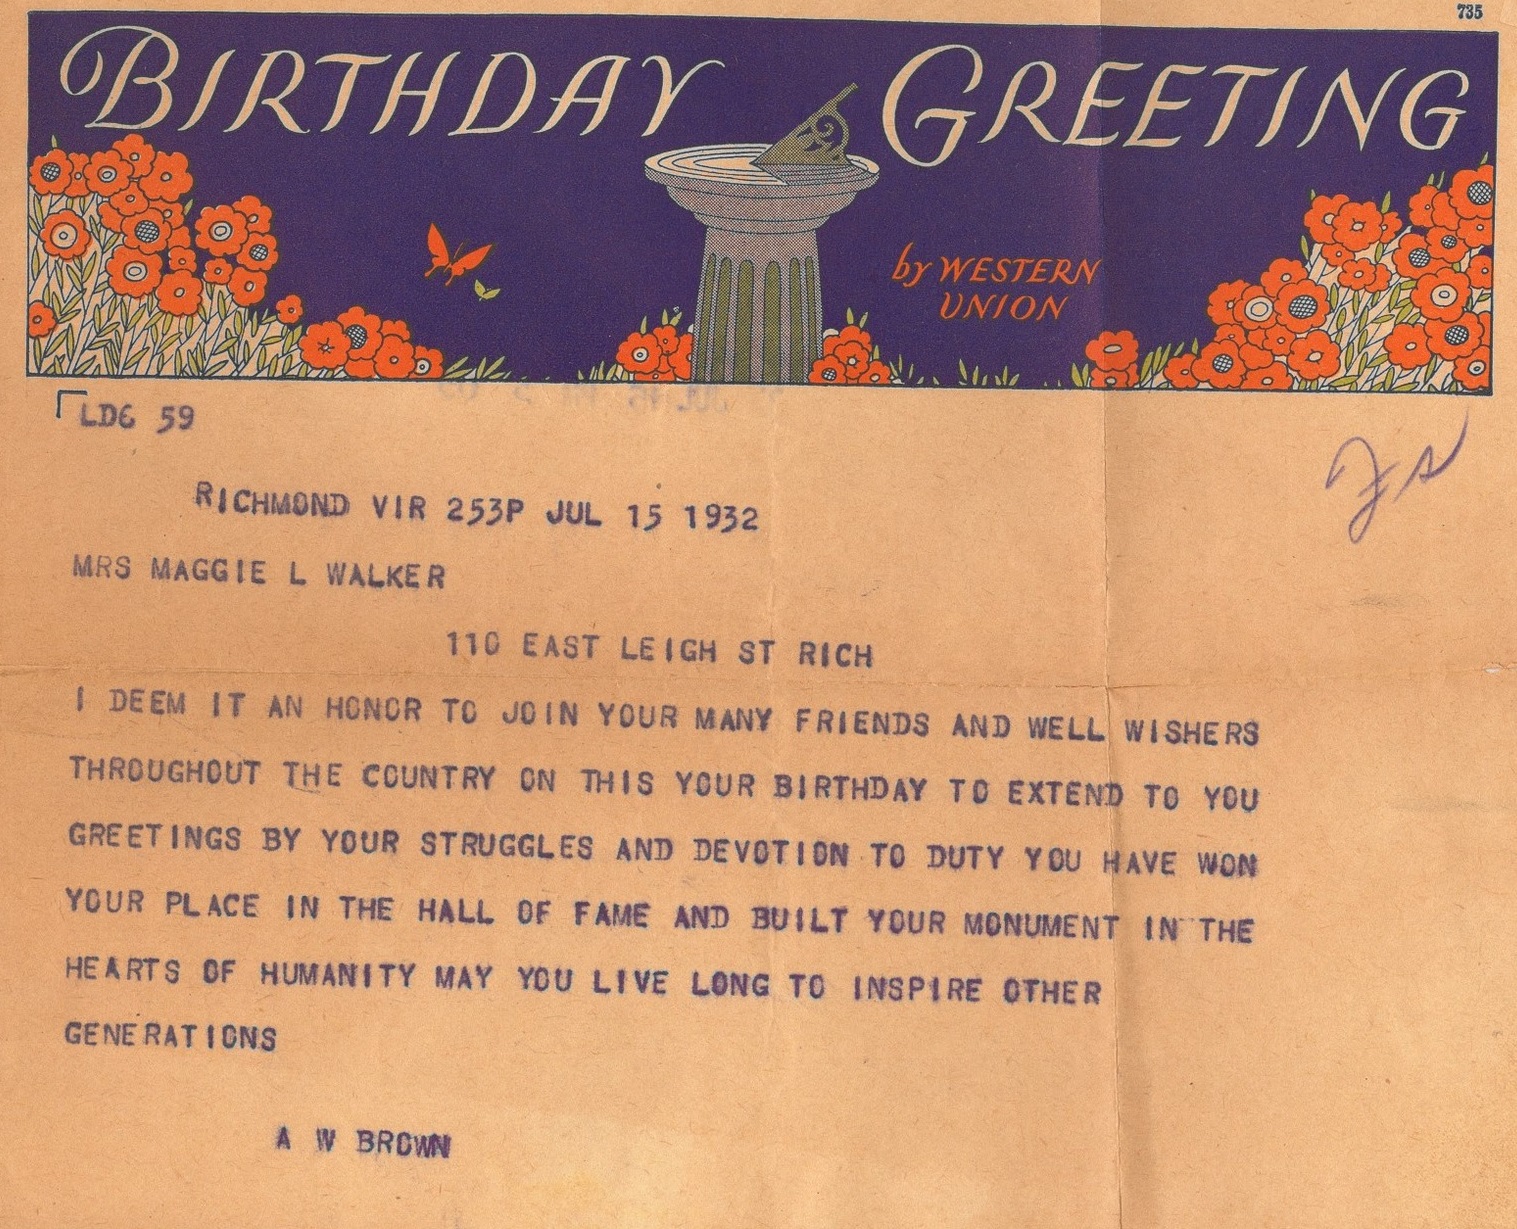 735
BIRTHDAY GREETING
by WESTERN
UNION
LDG 59
RICHMOND VIR 253P JUL 15 1932
MRS MAGGIE L WALKER
110 EAST LEIGH ST RICH
I DEEM IT AN HONOR TO JOIN YOUR MANY FRIENDS AND WELL WISHERS
THROUGHOUT THE COUNTRY ON THIS YOUR BIRTHDAY TO EXTEND TO YOU
GREETINGS BY YOUR STRUGGLES AND DEVOTION TO DUTY YOU HAVE WON
YOUR PLACE IN THE HALL OF FAME AND BUILT YOUR MONUMENT IN THE
HEARTS OF HUMANITY MAY YOU LIVE LONG TO INSPIRE OTHER
GENERATIONS
A W BROWN